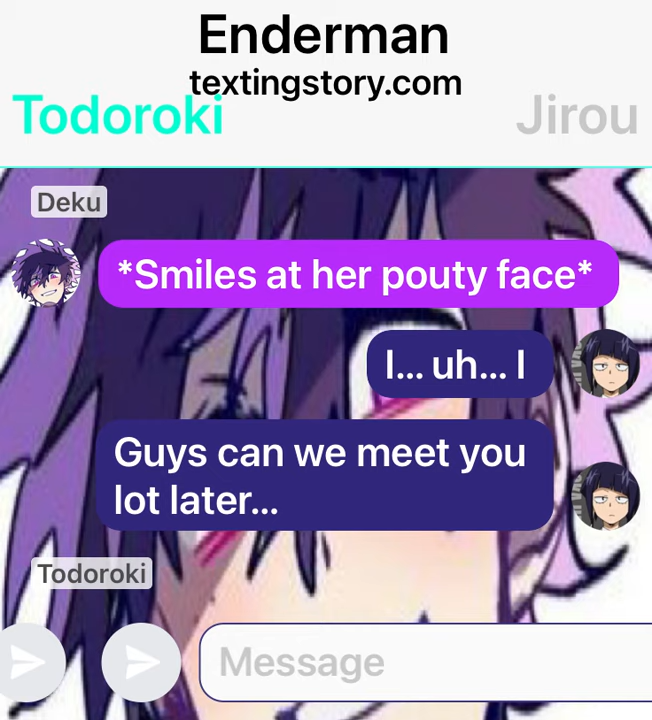 Enderman
textingstory.com
Todoroki
Jirou
Deku
*Smiles at her pouty face*
I... uh... I
Guys can we meet you
lot later...
Todoroki
Message